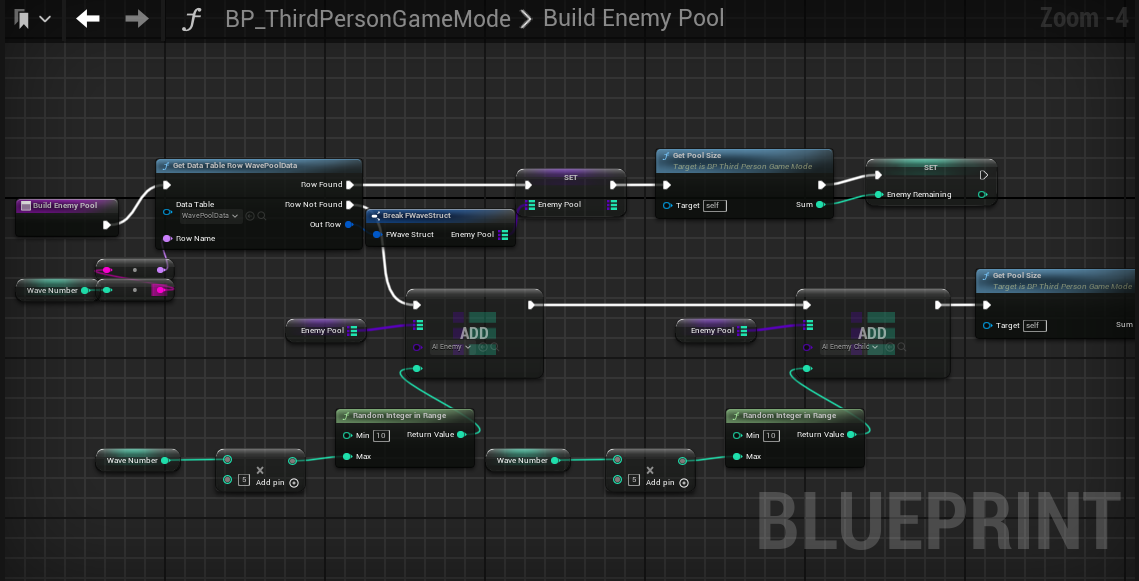 BP_ThirdPersonGameMode > Build Enemy Pool
Zoom -4
Build Enemy Pool
Get Data Table Row WavePoolData
Row Found
Data Table
WavePoolData
Row Not Found
Out Row
Row Name
Wave Number
Break FWaveStruct
FWave Struct
Enemy Pool
SET
Enemy Pool
Get Pool Size
Target is BP Third Person Game Mode
Target
self
Sum
SET
Enemy Remaining
Enemy Pool
ADD
AI Enemy
Enemy Pool
ADD
Get Pool Size
Target is BP Third Person Game Mode
Target
self
Sum
Random Integer in Range
Min
10
Return Value
Max
Wave Number
5
Add pin
Wave Number
5
Add pin
Random Integer in Range
Min
10
Return Value
Max
BLUEPRINT